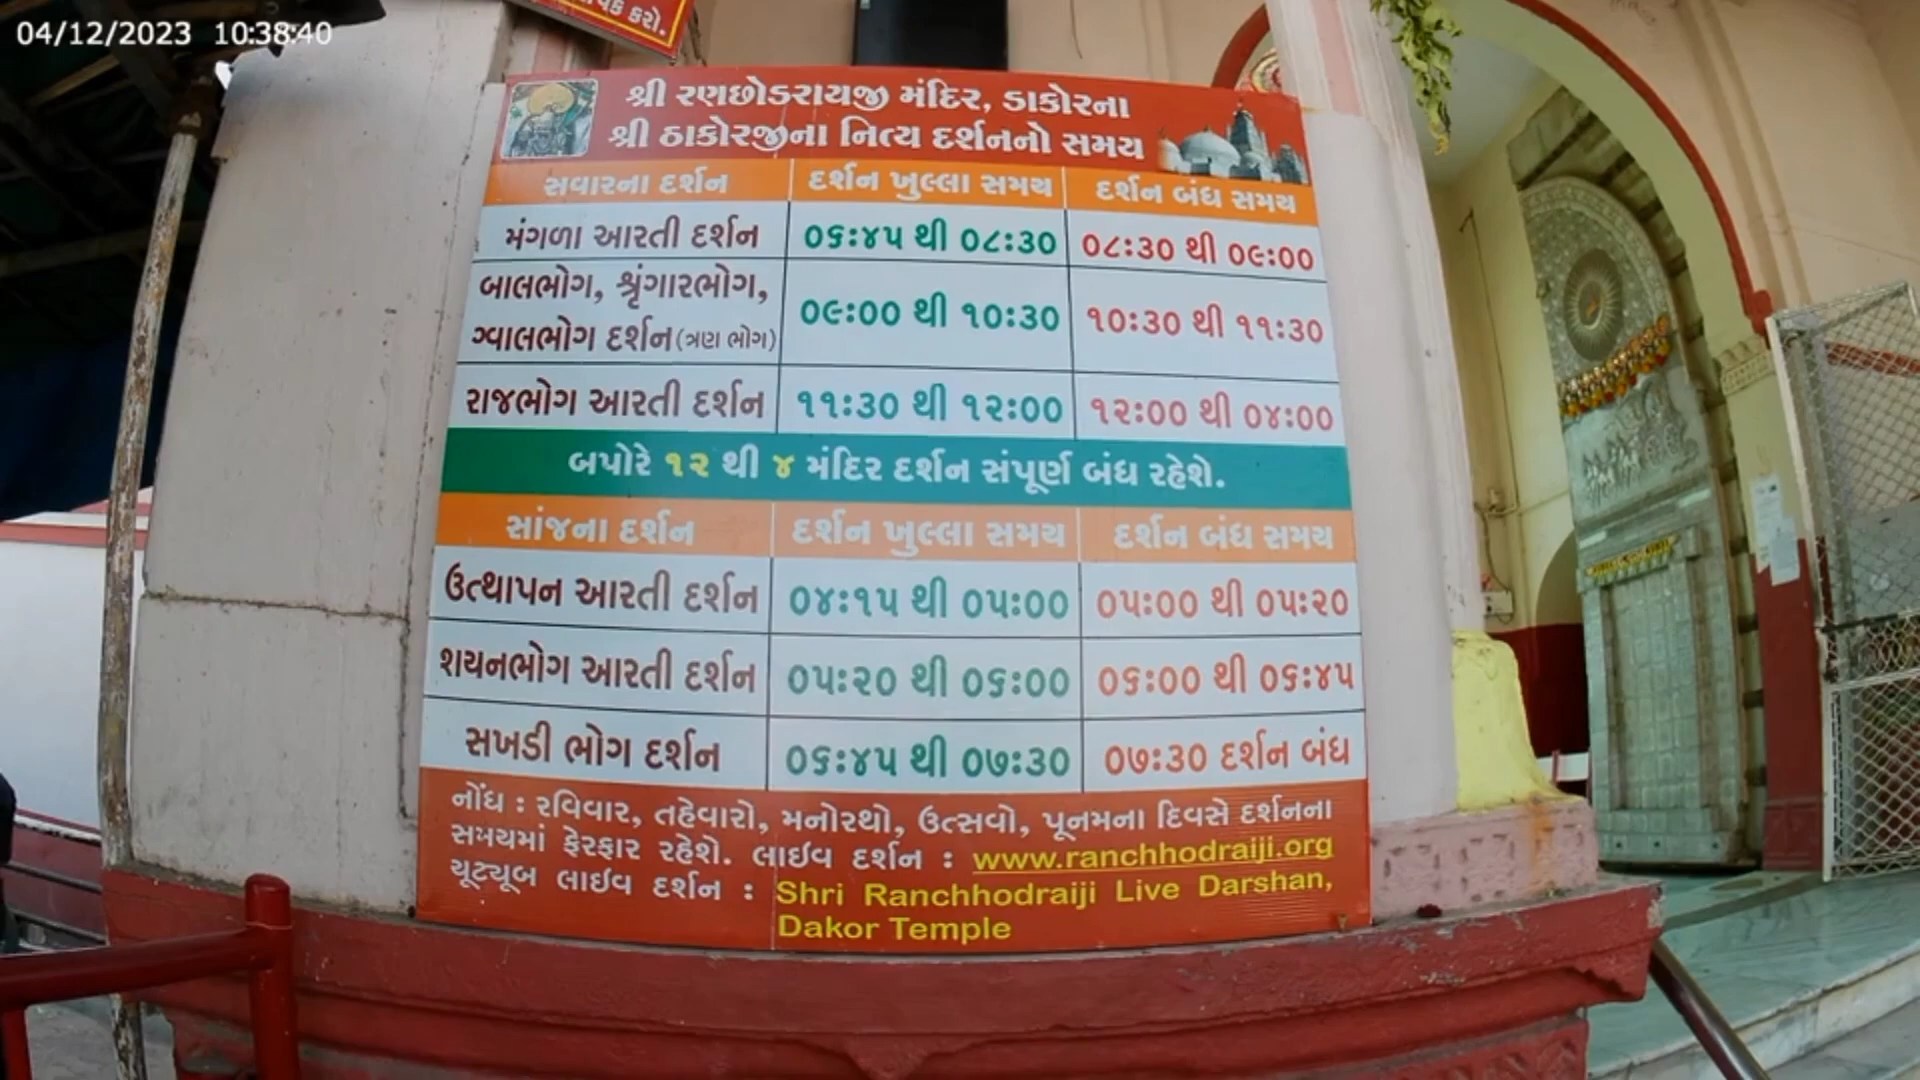 04/12/2023 10:38:40
કરો.
શ્રી રણછોડરાયજી મંદિર, ડાકોરના
શ્રી ઠાકોરજીના નિત્ય દર્શનનો સમય
સવારના દર્શન દર્શન ખુલ્લા સમય દર્શન બંધ સમય
મંગળા આરતી દર્શન ૦૬:૪૫ થી ૦૮:૩૦ ૦૮:૩૦ થી ૦૯:૦૦
બાલભોગ, શ્રૃંગારભોગ,
ગ્વાલભોગ દર્શન (ત્રણ ભોગ) ૦૯:૦૦ થી ૧૦:૩૦ ૧૦:૩૦ થી ૧૧:૩૦
રાજભોગ આરતી દર્શન ૧૧:૩૦ થી ૧૨:૦૦ ૧૨:૦૦ થી ૦૪:૦૦
બપોરે ૧૨ થી ૪ મંદિર દર્શન સંપૂર્ણ બંધ રહેશે.
સાંજના દર્શન દર્શન ખુલ્લા સમય દર્શન બંધ સમય
ઉત્થાપન આરતી દર્શન ૦૪:૧૫ થી ૦૫:૦૦ ૦૫:૦૦ થી ૦૫:૨૦
શયનભોગ આરતી દર્શન ૦૫:૨૦ થી ૦૬:૦૦ ૦૬:૦૦ થી ૦૬:૪૫
સખડી ભોગ દર્શન ૦૬:૪૫ થી ૦૭:૩૦ ૦૭:૩૦ દર્શન બંધ
નોંધ : રવિવાર, તહેવારો, મનોરથો, ઉત્સવો, પૂનમના દિવસે દર્શનના
સમયમાં ફેરફાર રહેશે. લાઇવ દર્શન : www.ranchhodraiji.org
યૂટ્યૂબ લાઇવ દર્શન : Shri Ranchhodraiji Live Darshan,
Dakor Temple